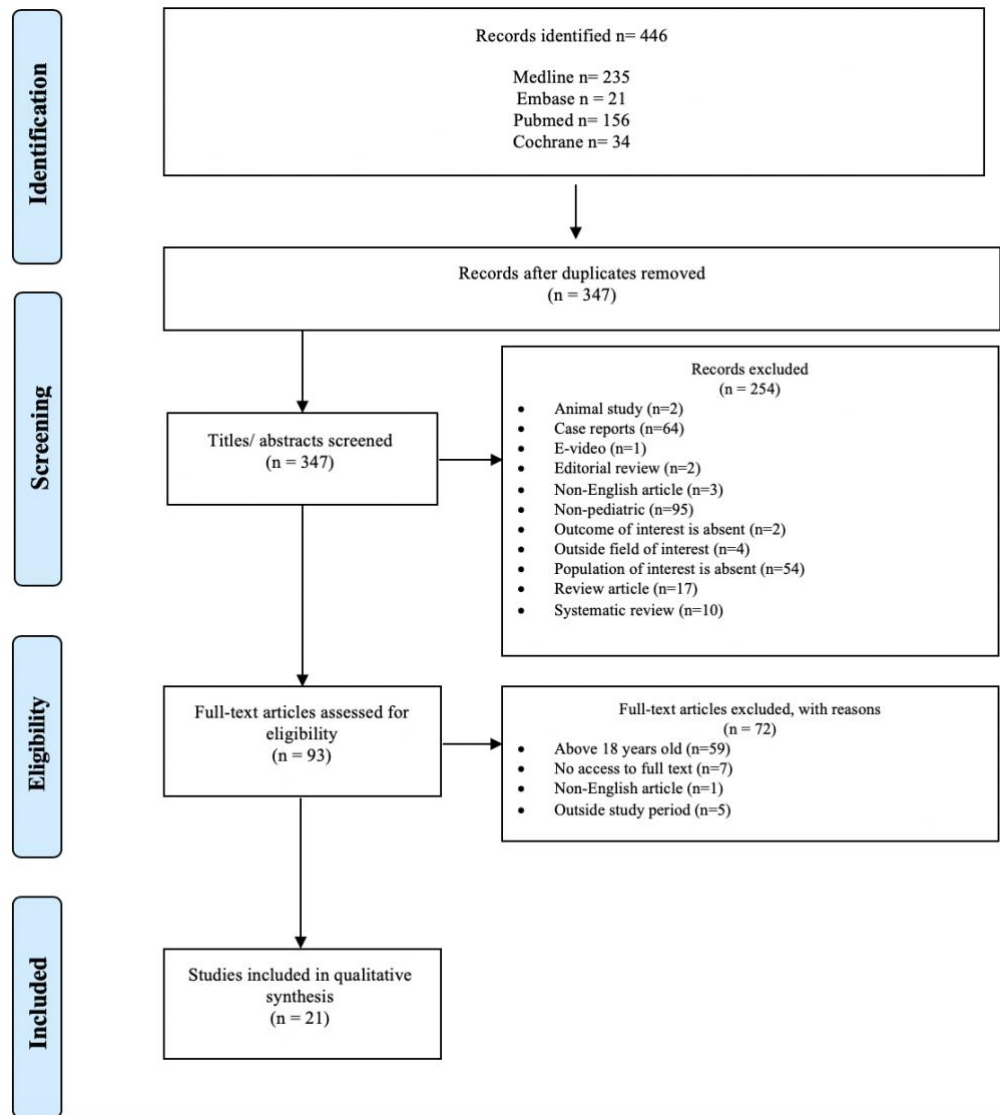 Identification
Records identified n= 446
Medline n= 235
Embase n = 21
Pubmed n= 156
Cochrane n= 34
Records after duplicates removed
(n = 347)
Screening
Titles/ abstracts screened
(n = 347)
Records excluded
(n = 254)
• Animal study (n=2)
• Case reports (n=64)
• E-video (n=1)
• Editorial review (n=2)
• Non-English article (n=3)
• Non-pediatric (n=95)
• Outcome of interest is absent (n=2)
• Outside field of interest (n=4)
• Population of interest is absent (n=54)
• Review article (n=17)
• Systematic review (n=10)
Eligibility
Full-text articles assessed for
eligibility
(n = 93)
Full-text articles excluded, with reasons
(n = 72)
• Above 18 years old (n=59)
• No access to full text (n=7)
• Non-English article (n=1)
• Outside study period (n=5)
Included
Studies included in qualitative
synthesis
(n = 21)